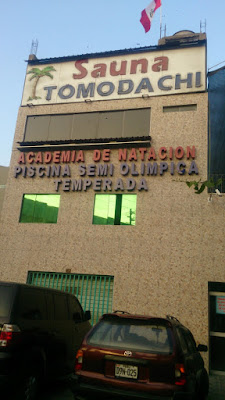 Sauna
TOMODACHI
ACADEMIA DE NATACION
PISCINA SEMI OLIMPICA
TEMPERADA